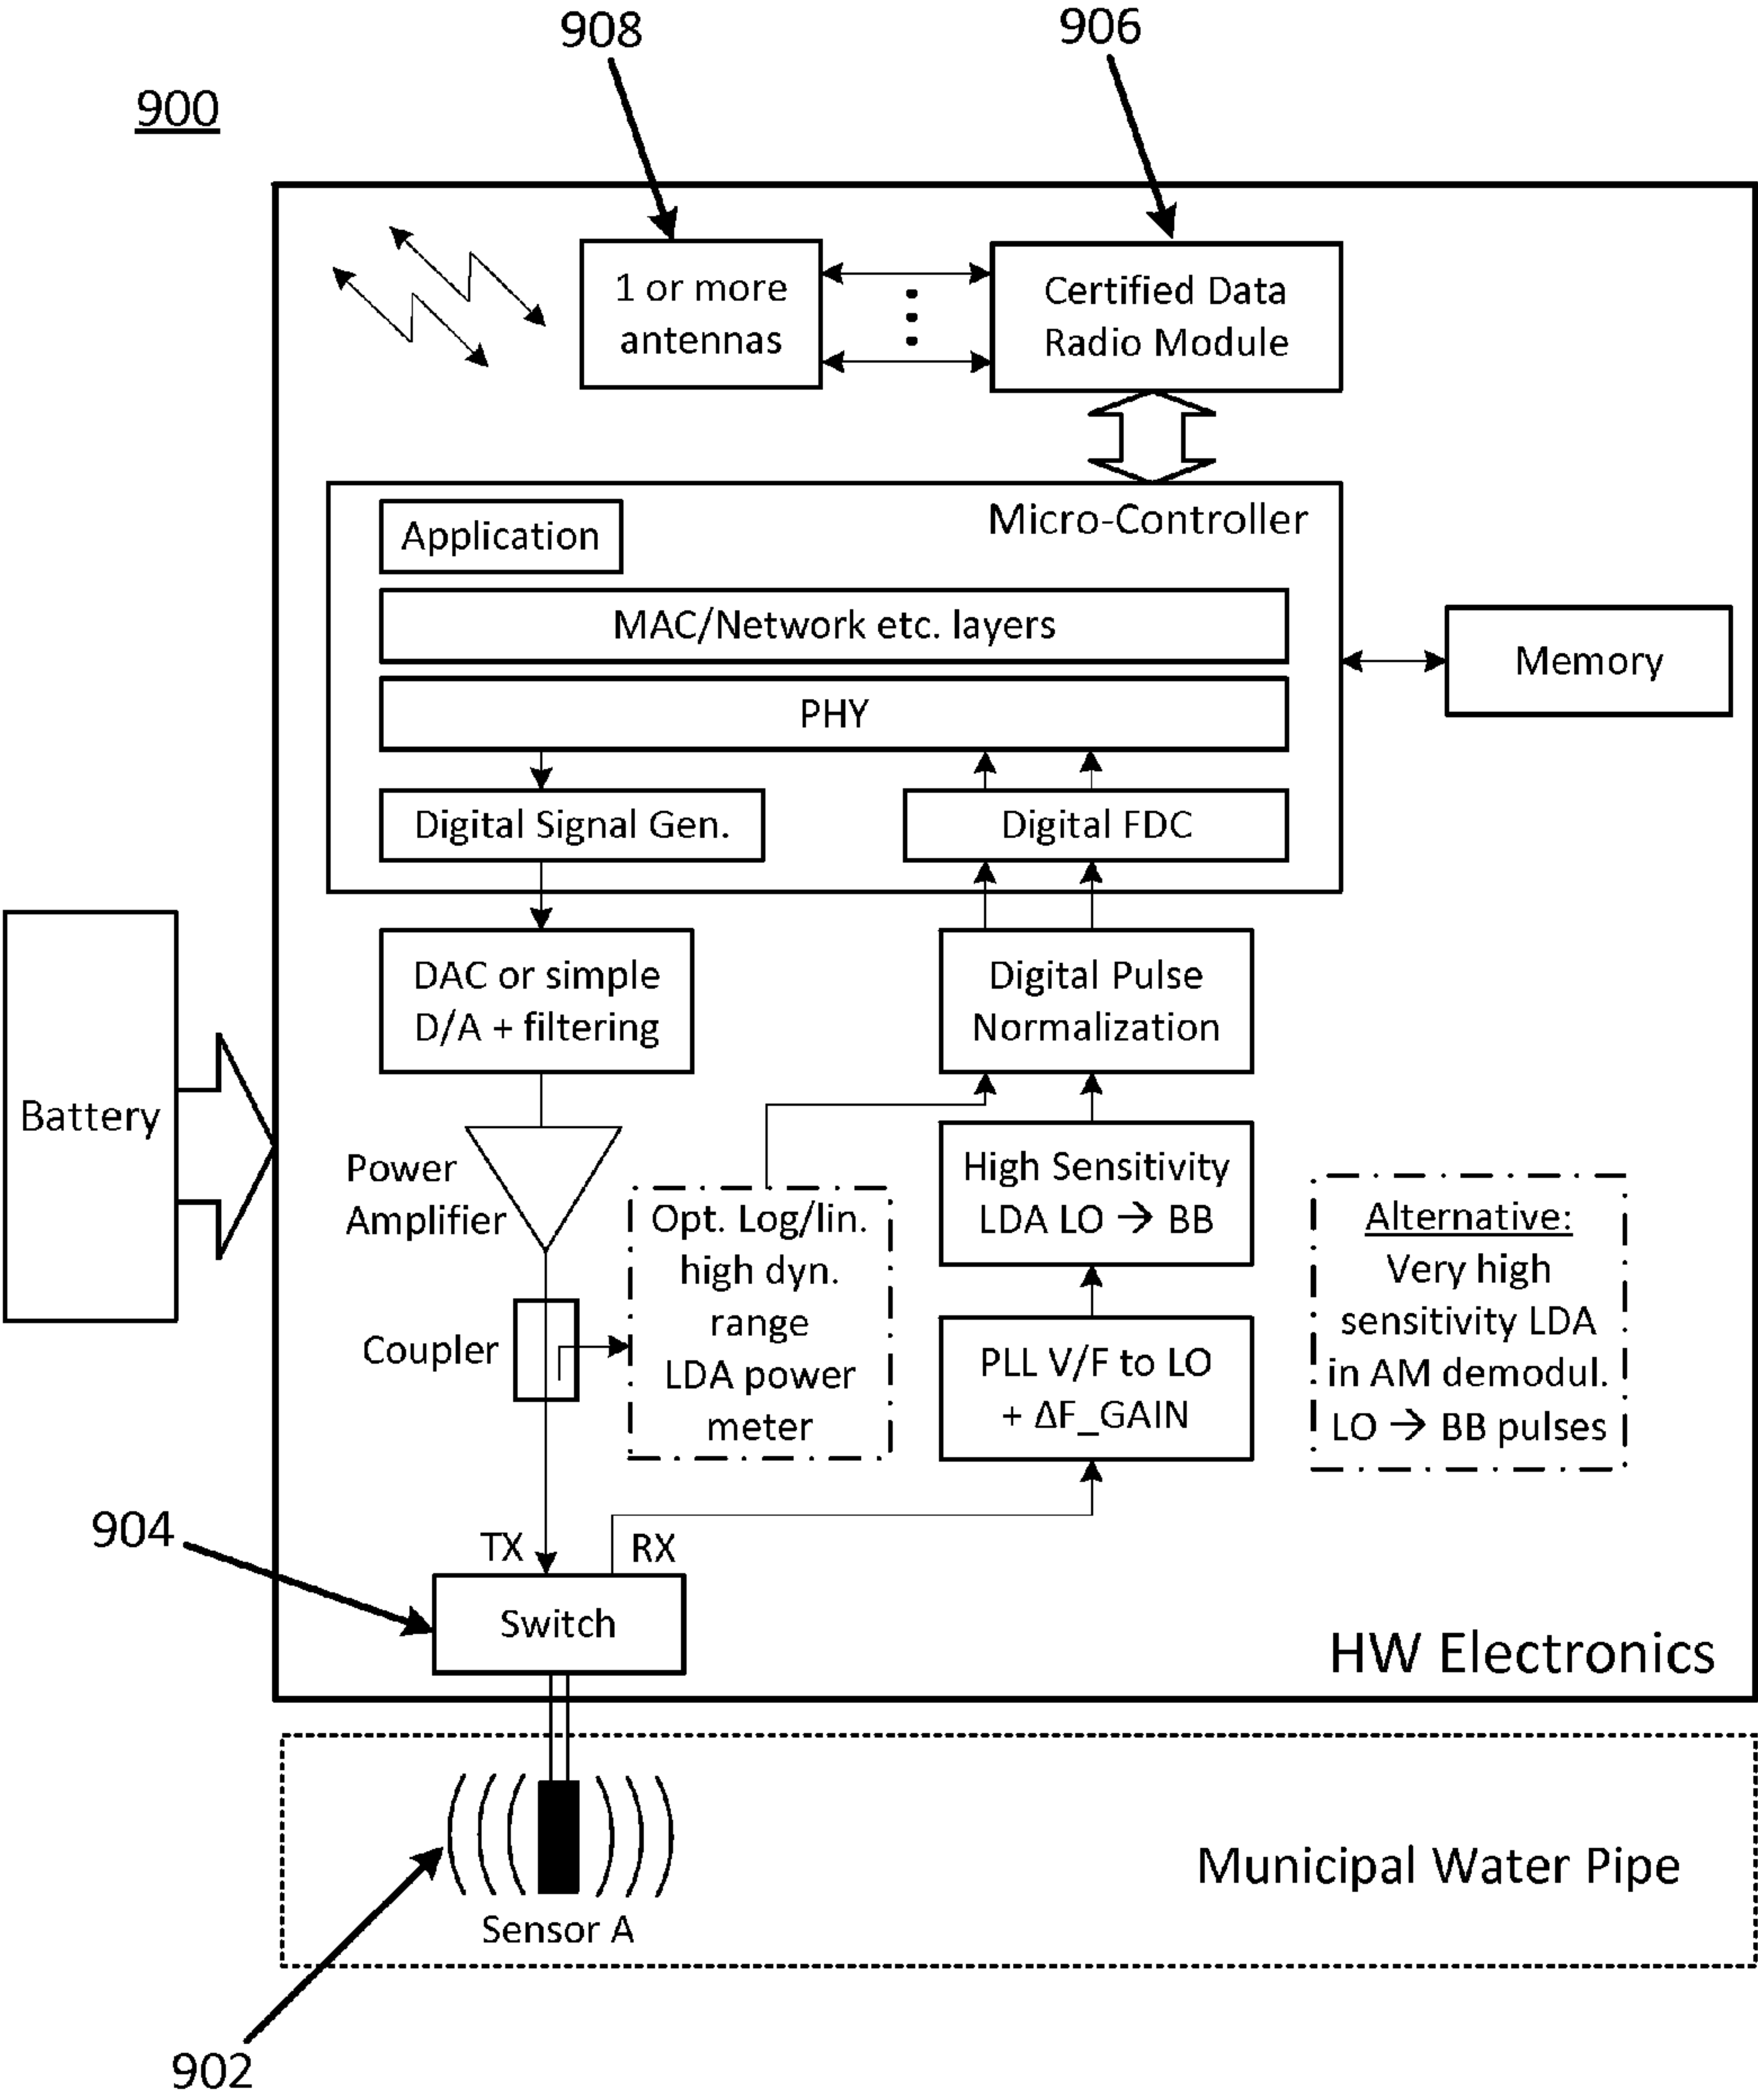 908
906
900
1 or more
antennas
Certified Data
Radio Module
Micro-Controller
Application
MAC/Network etc. layers
Memory
PHY
Digital Signal Gen.
Digital FDC
DAC or simple
D/A + filtering
Digital Pulse
Normalization
Battery
Power
Amplifier
Opt. Log/lin.
high dyn.
range
LDA power
meter
High Sensitivity
LDA LO → BB
Alternative:
Very high
sensitivity LDA
in AM demodul.
LO → BB pulses
Coupler
PLL V/F to LO
+ ΔF_GAIN
904
TX
RX
Switch
HW Electronics
Municipal Water Pipe
Sensor A
902